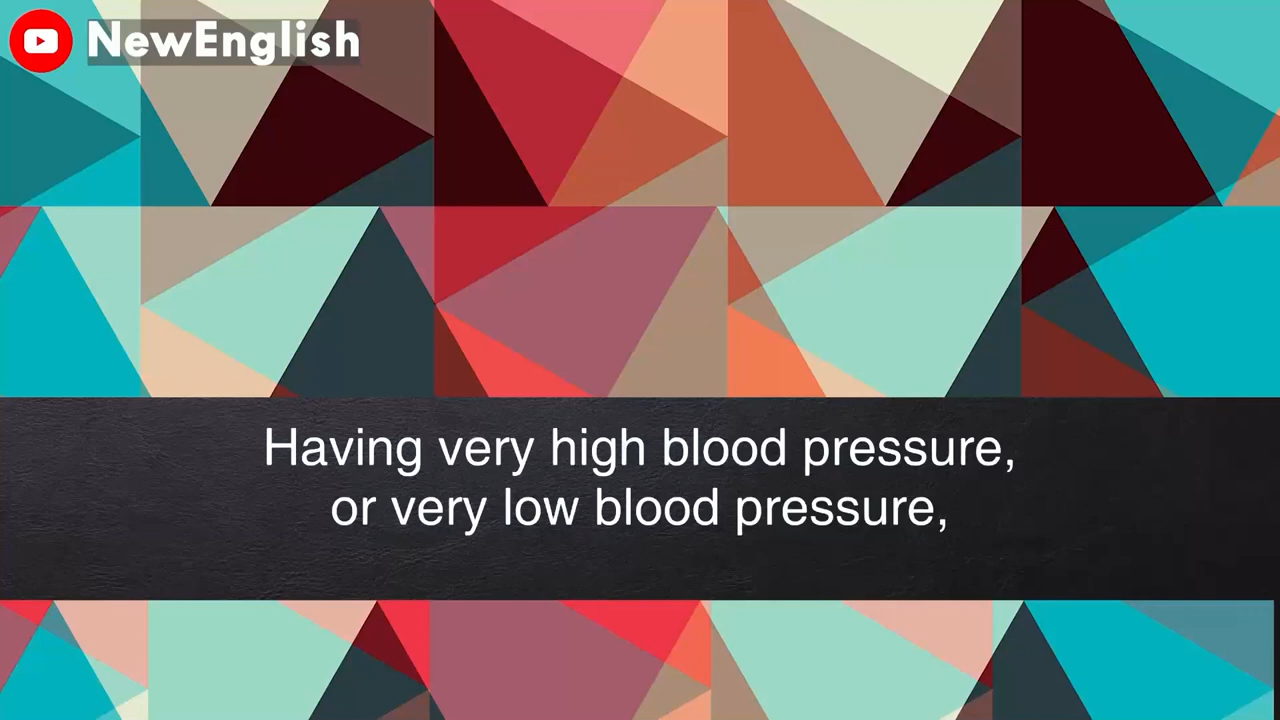 NewEnglish
Having very high blood pressure,
or very low blood pressure,